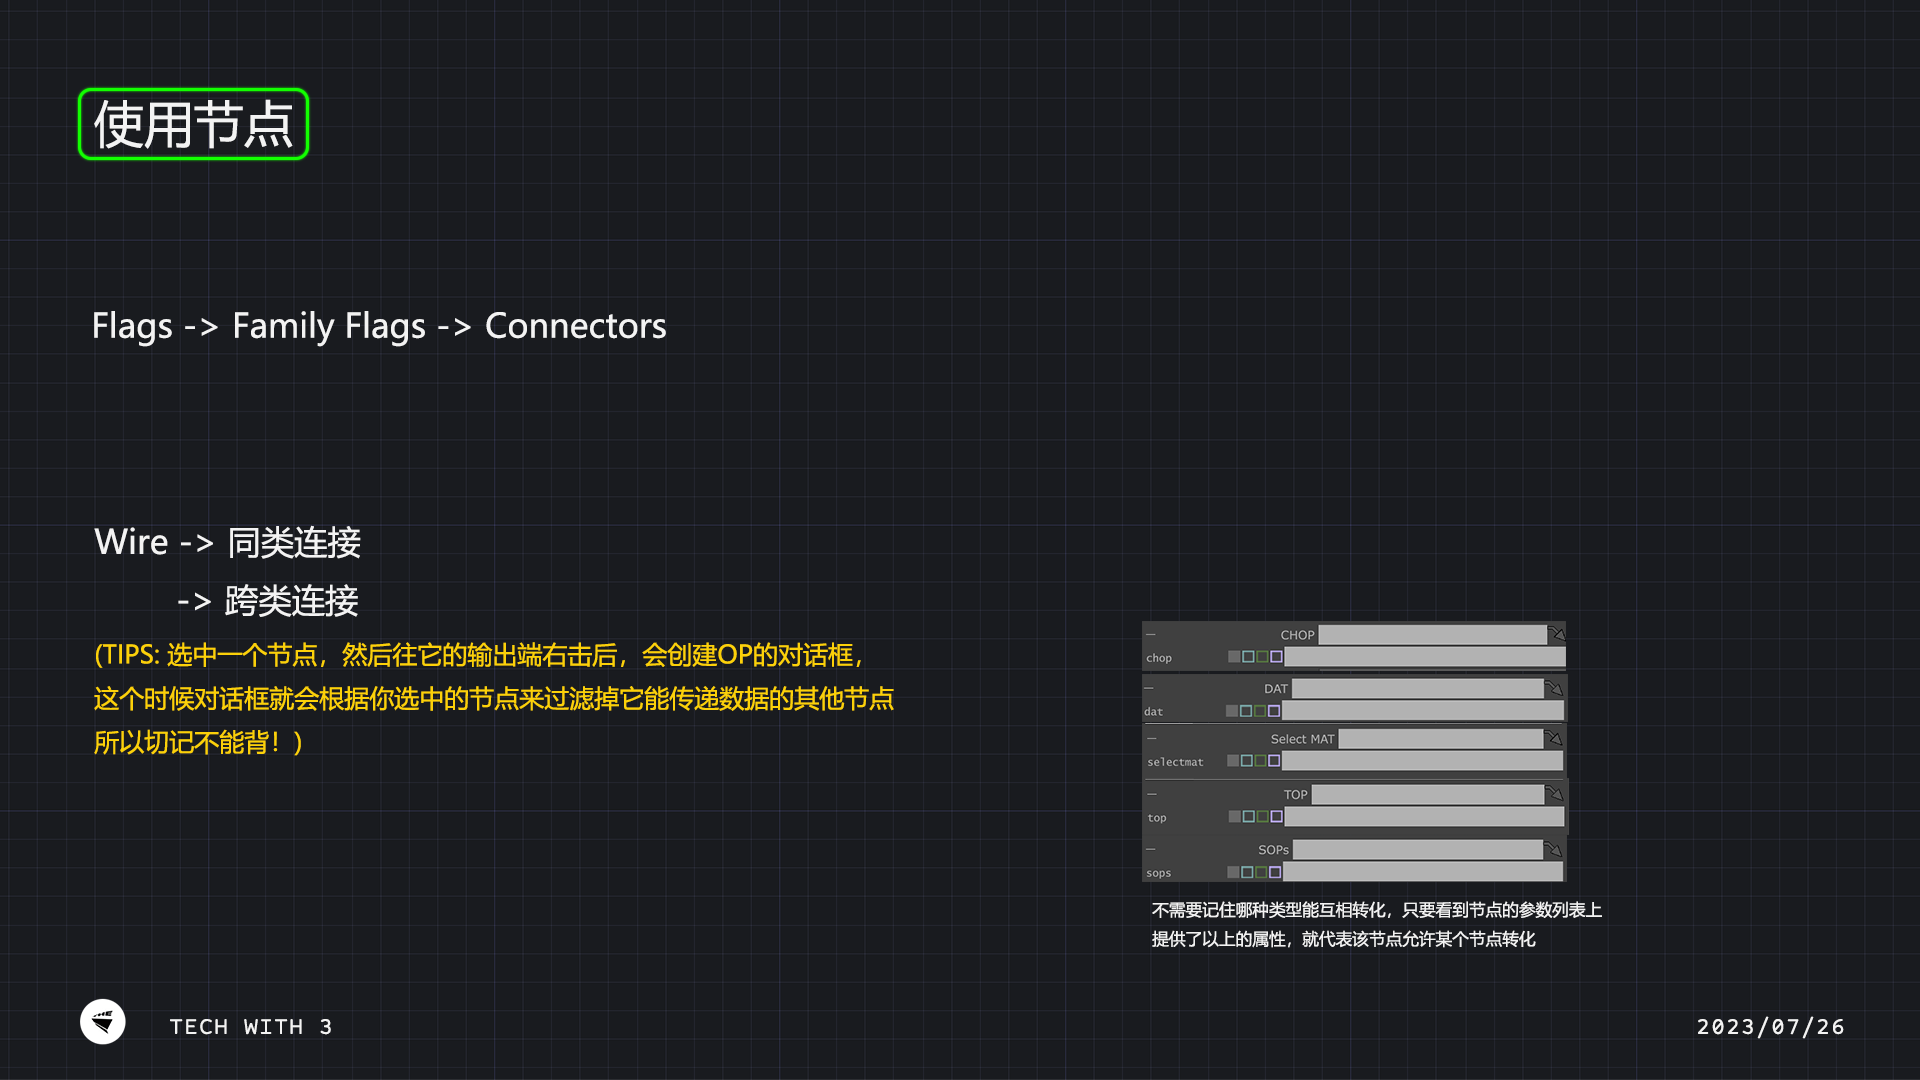 使用节点
Flags -> Family Flags -> Connectors
Wire -> 同类连接
-> 跨类连接
(TIPS: 选中一个节点，然后往它的输出端右击后，会创建OP的对话框，
这个时候对话框就会根据你选中的节点来过滤掉它能传递数据的其他节点
所以切记不能背！)
CHOP
chop
DAT
dat
Select MAT
selectmat
TOP
top
SOPs
sops
不需要记住哪种类型能互相转化，只要看到节点的参数列表上
提供了以上的属性，就代表该节点允许某个节点转化
TECH WITH 3
2023/07/26